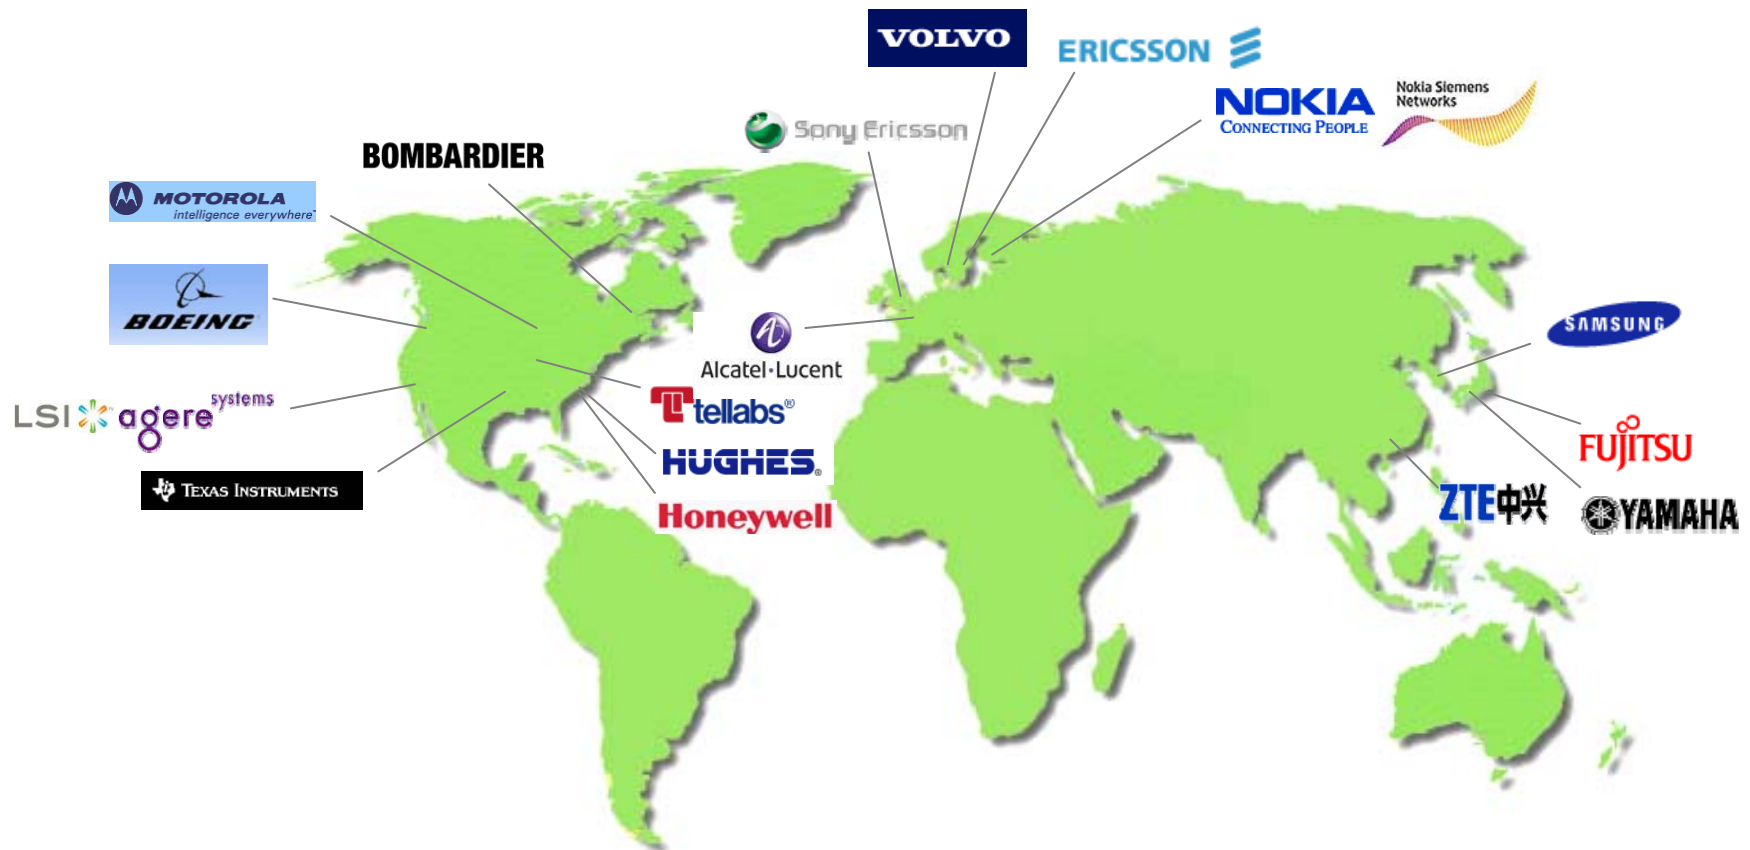 VOLVO
ERICSSON
NOKIA
CONNECTING PEOPLE
Nokia Siemens
Networks
Sony Ericsson
BOMBARDIER
MOTOROLA
intelligence everywhere™
BOEING
Alcatel·Lucent
SAMSUNG
LSI agere systems
tellabs®
FUJITSU
HUGHES®
TEXAS INSTRUMENTS
ZTE中兴
YAMAHA
Honeywell